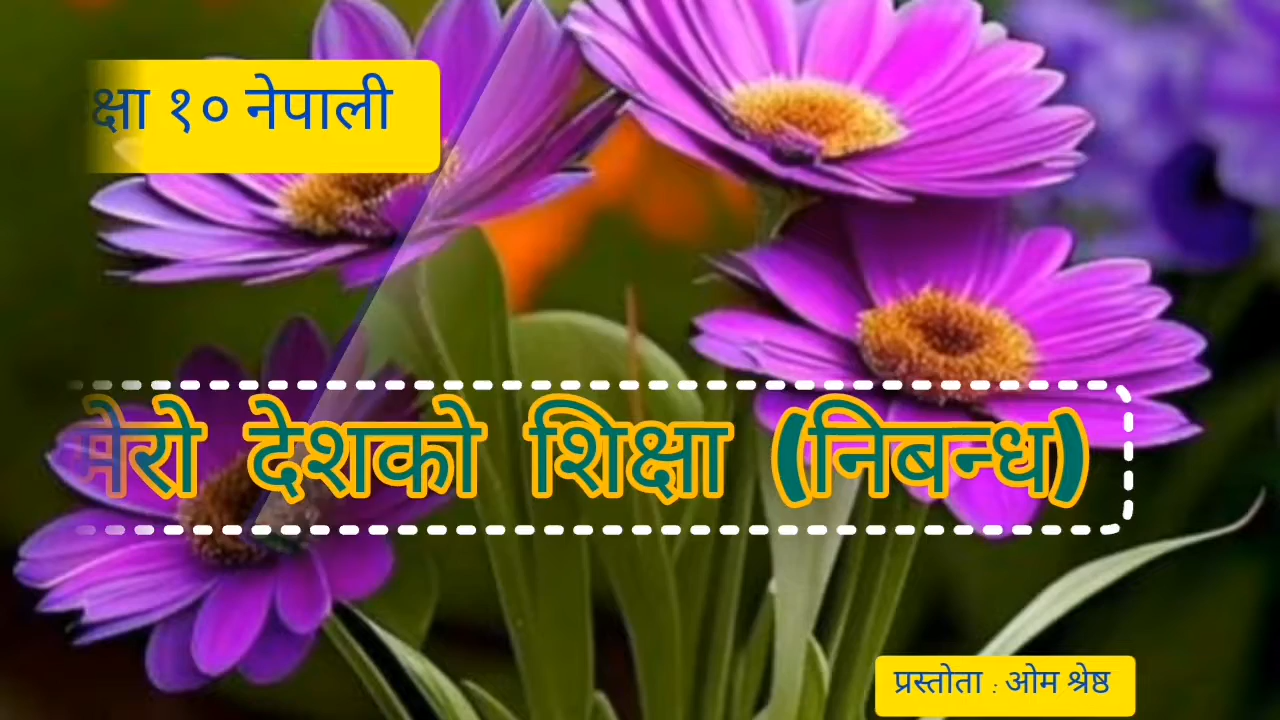 क्षा १० नेपाली
मेरो देशको शिक्षा (निबन्ध)
प्रस्तोता : ओम श्रेष्ठ